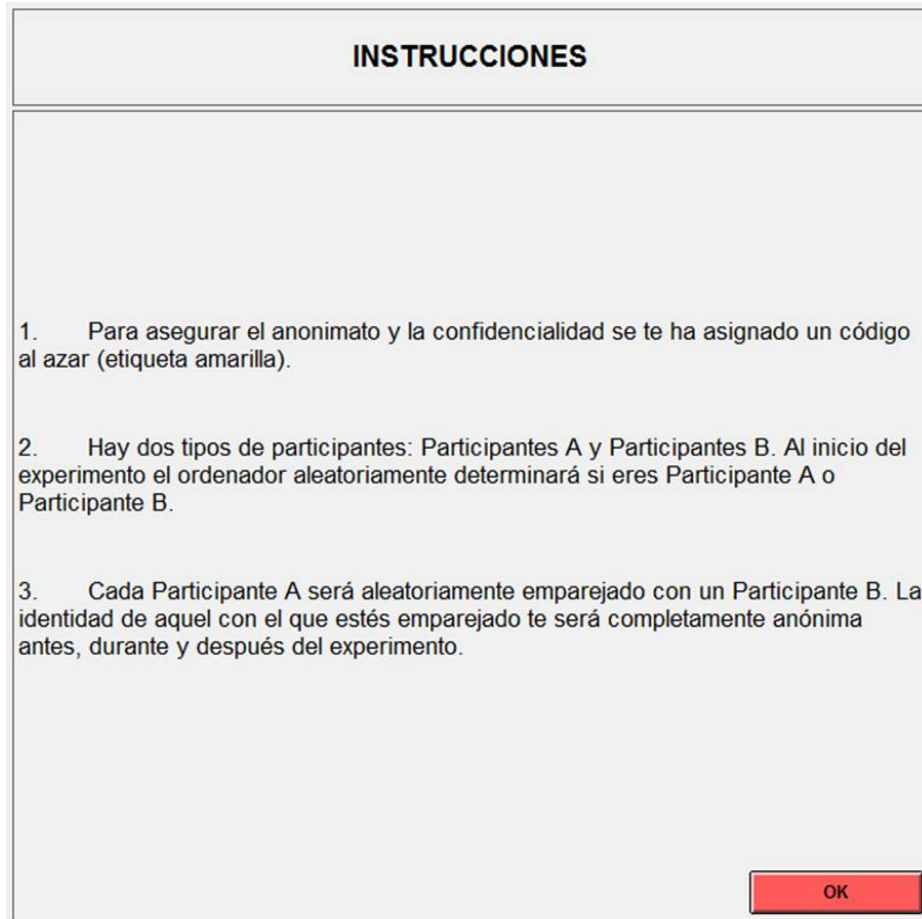 INSTRUCCIONES
1. Para asegurar el anonimato y la confidencialidad se te ha asignado un código
al azar (etiqueta amarilla).
2. Hay dos tipos de participantes: Participantes A y Participantes B. Al inicio del
experimento el ordenador aleatoriamente determinará si eres Participante A o
Participante B.
3. Cada Participante A será aleatoriamente emparejado con un Participante B. La
identidad de aquel con el que estés emparejado te será completamente anónima
antes, durante y después del experimento.
OK